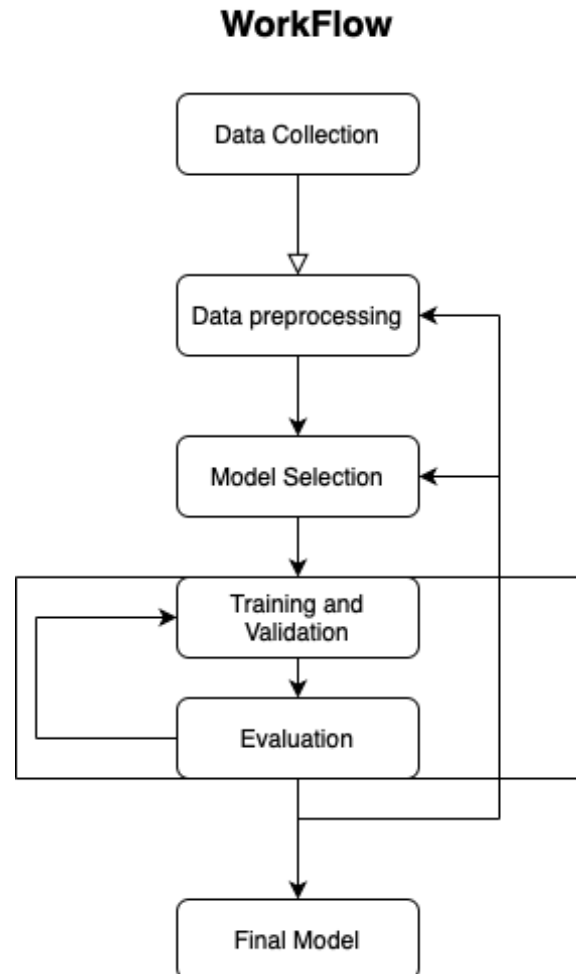 WorkFlow
Data Collection
Data preprocessing
Model Selection
Training and
Validation
Evaluation
Final Model